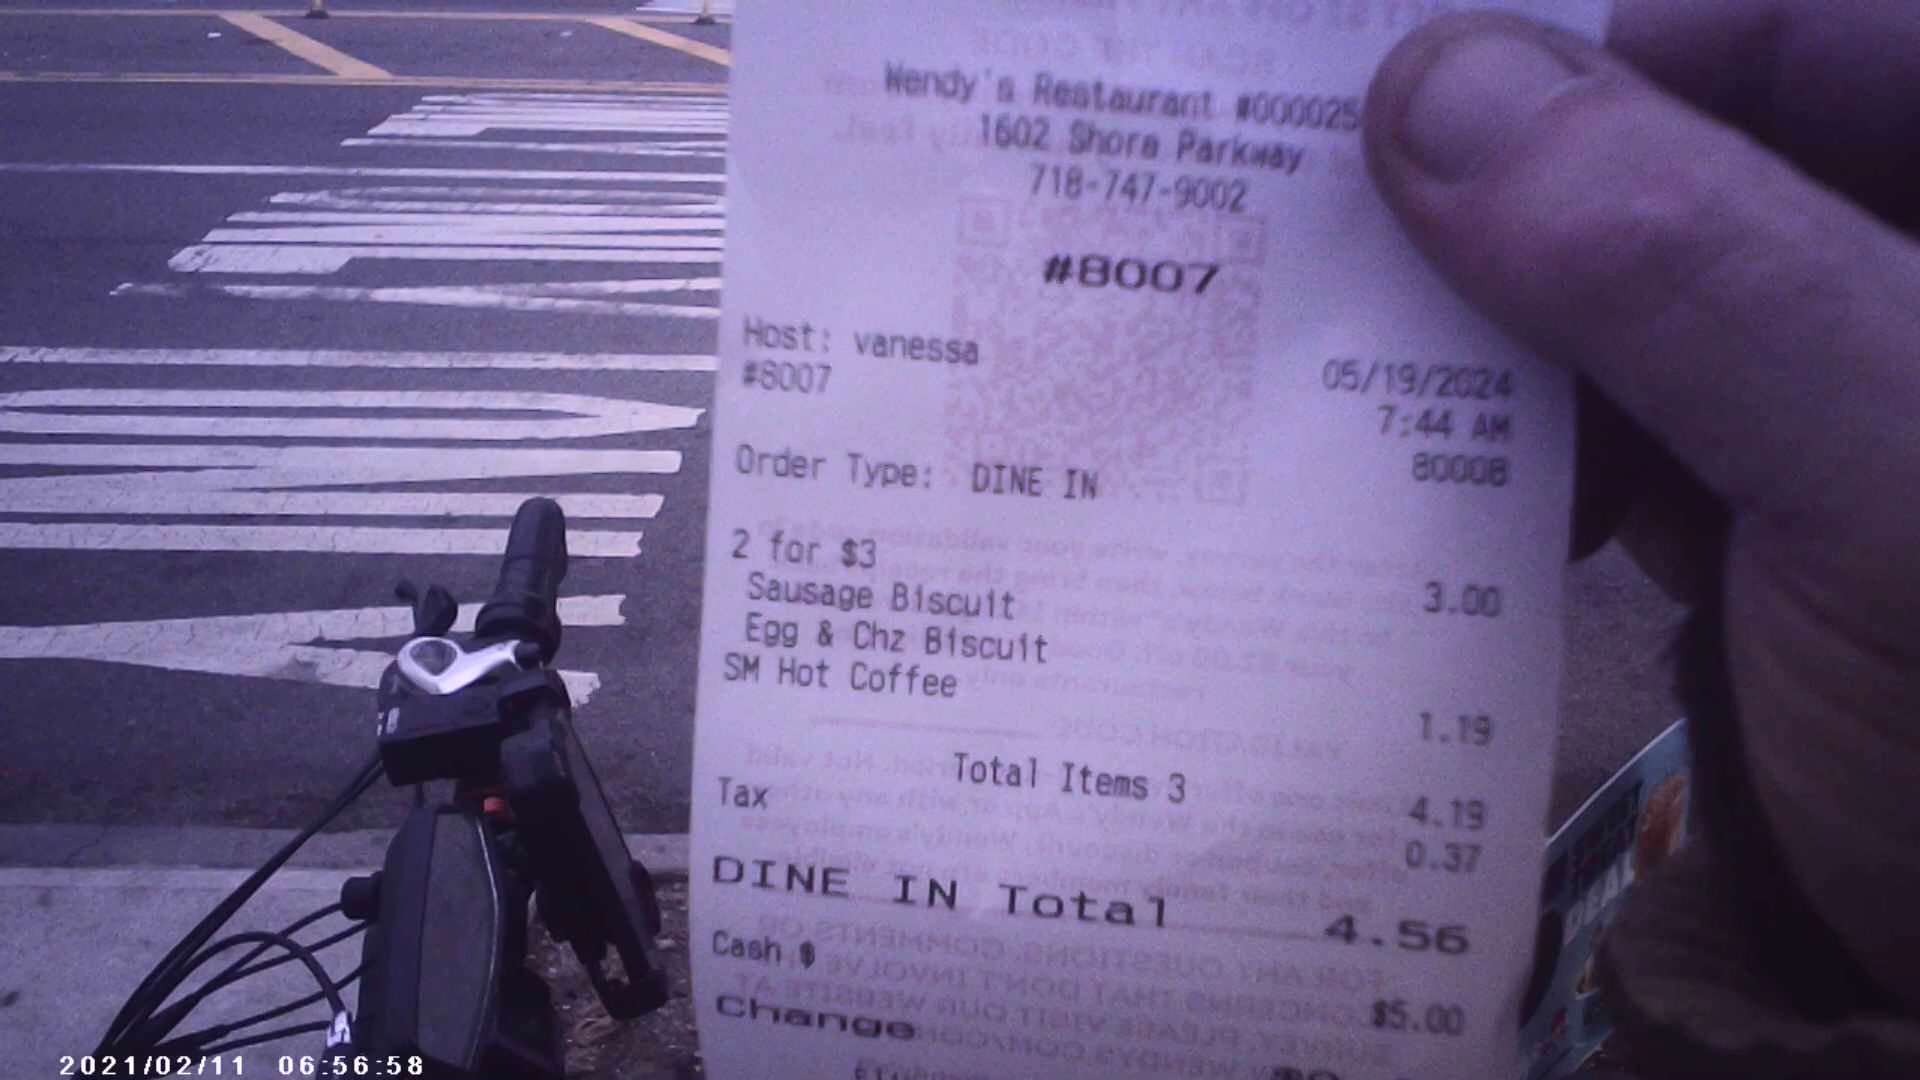 Wendy's Restaurant #000025
1602 Shore Parkway
718-747-9002
#8007
Host: vanessa
#8007 05/19/2024
7:44 AM
Order Type: DINE IN 80008
2 for $3 3.00
Sausage Biscuit
Egg & Chz Biscuit
SM Hot Coffee 1.19
Total Items 3 4.19
Tax 0.37
DINE IN Total 4.56
Cash $ $5.00
Change
2021/02/11 06:56:58